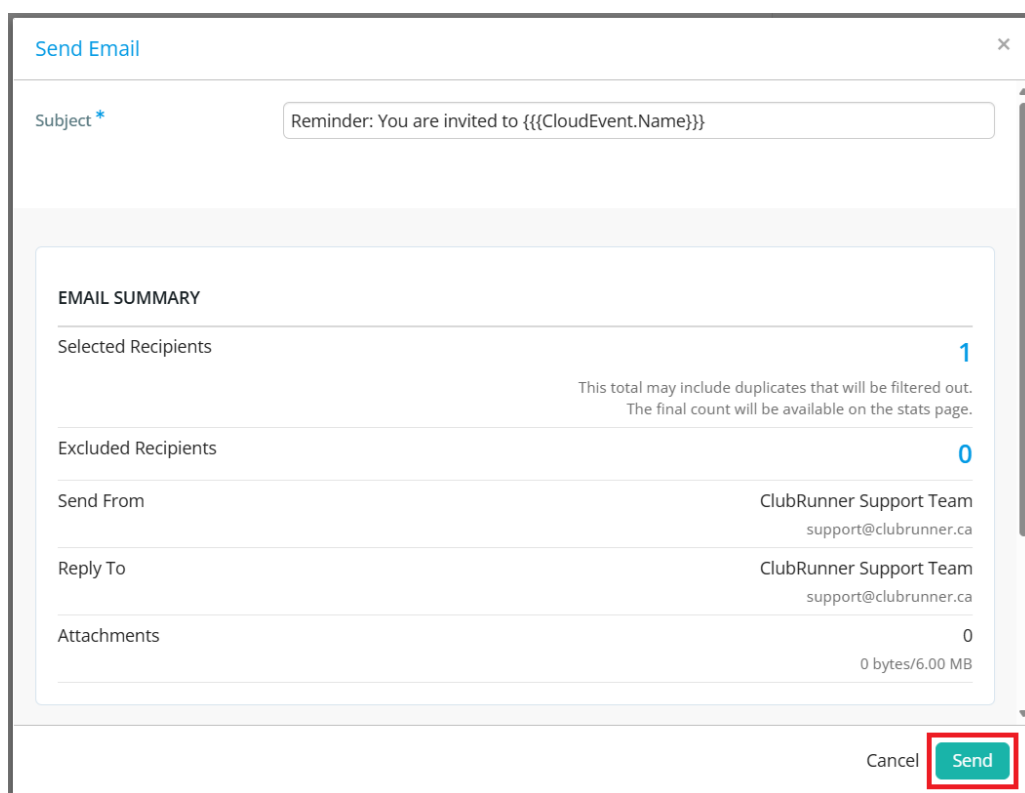 Send Email
×
Subject *
Reminder: You are invited to {{{CloudEvent.Name}}}
EMAIL SUMMARY
Selected Recipients
1
This total may include duplicates that will be filtered out.
The final count will be available on the stats page.
Excluded Recipients
0
Send From
ClubRunner Support Team
support@clubrunner.ca
Reply To
ClubRunner Support Team
support@clubrunner.ca
Attachments
0
0 bytes/6.00 MB
Cancel
Send